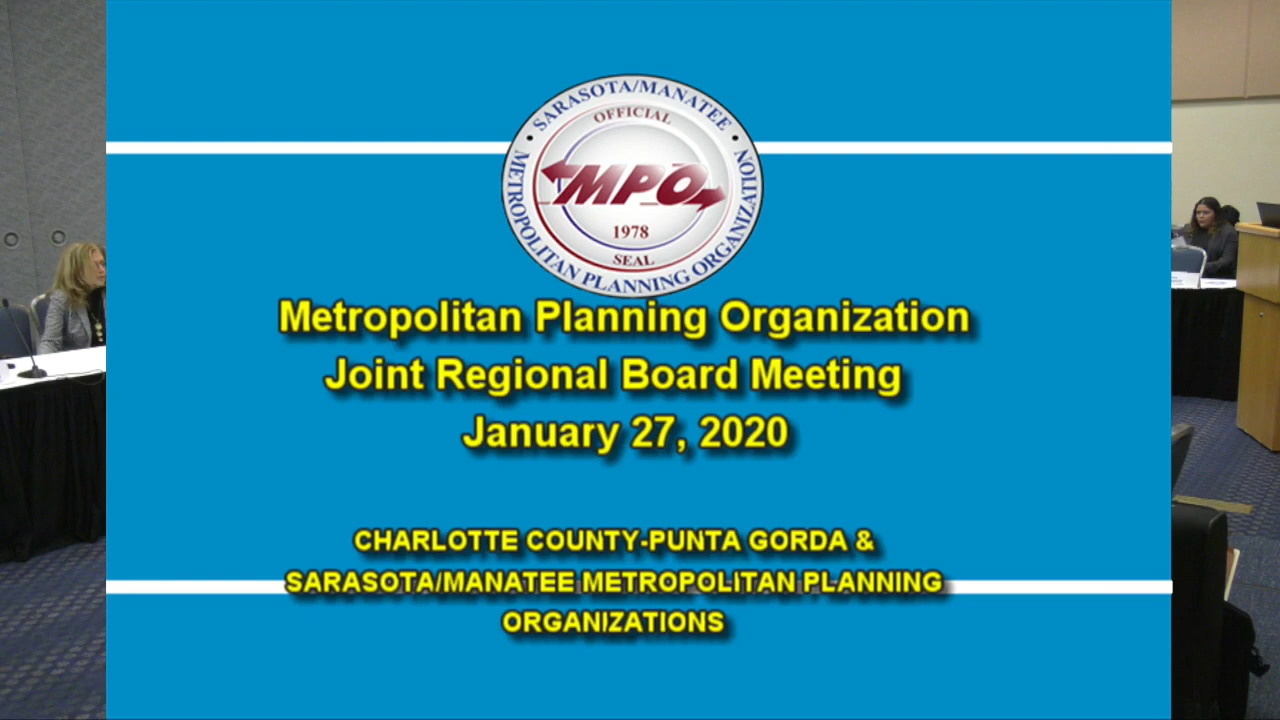 SARASOTA/MANATEE
OFFICIAL
MPO
1978
SEAL
METROPOLITAN PLANNING ORGANIZATION
Metropolitan Planning Organization
Joint Regional Board Meeting
January 27, 2020
CHARLOTTE COUNTY-PUNTA GORDA &
SARASOTA/MANATEE METROPOLITAN PLANNING
ORGANIZATIONS